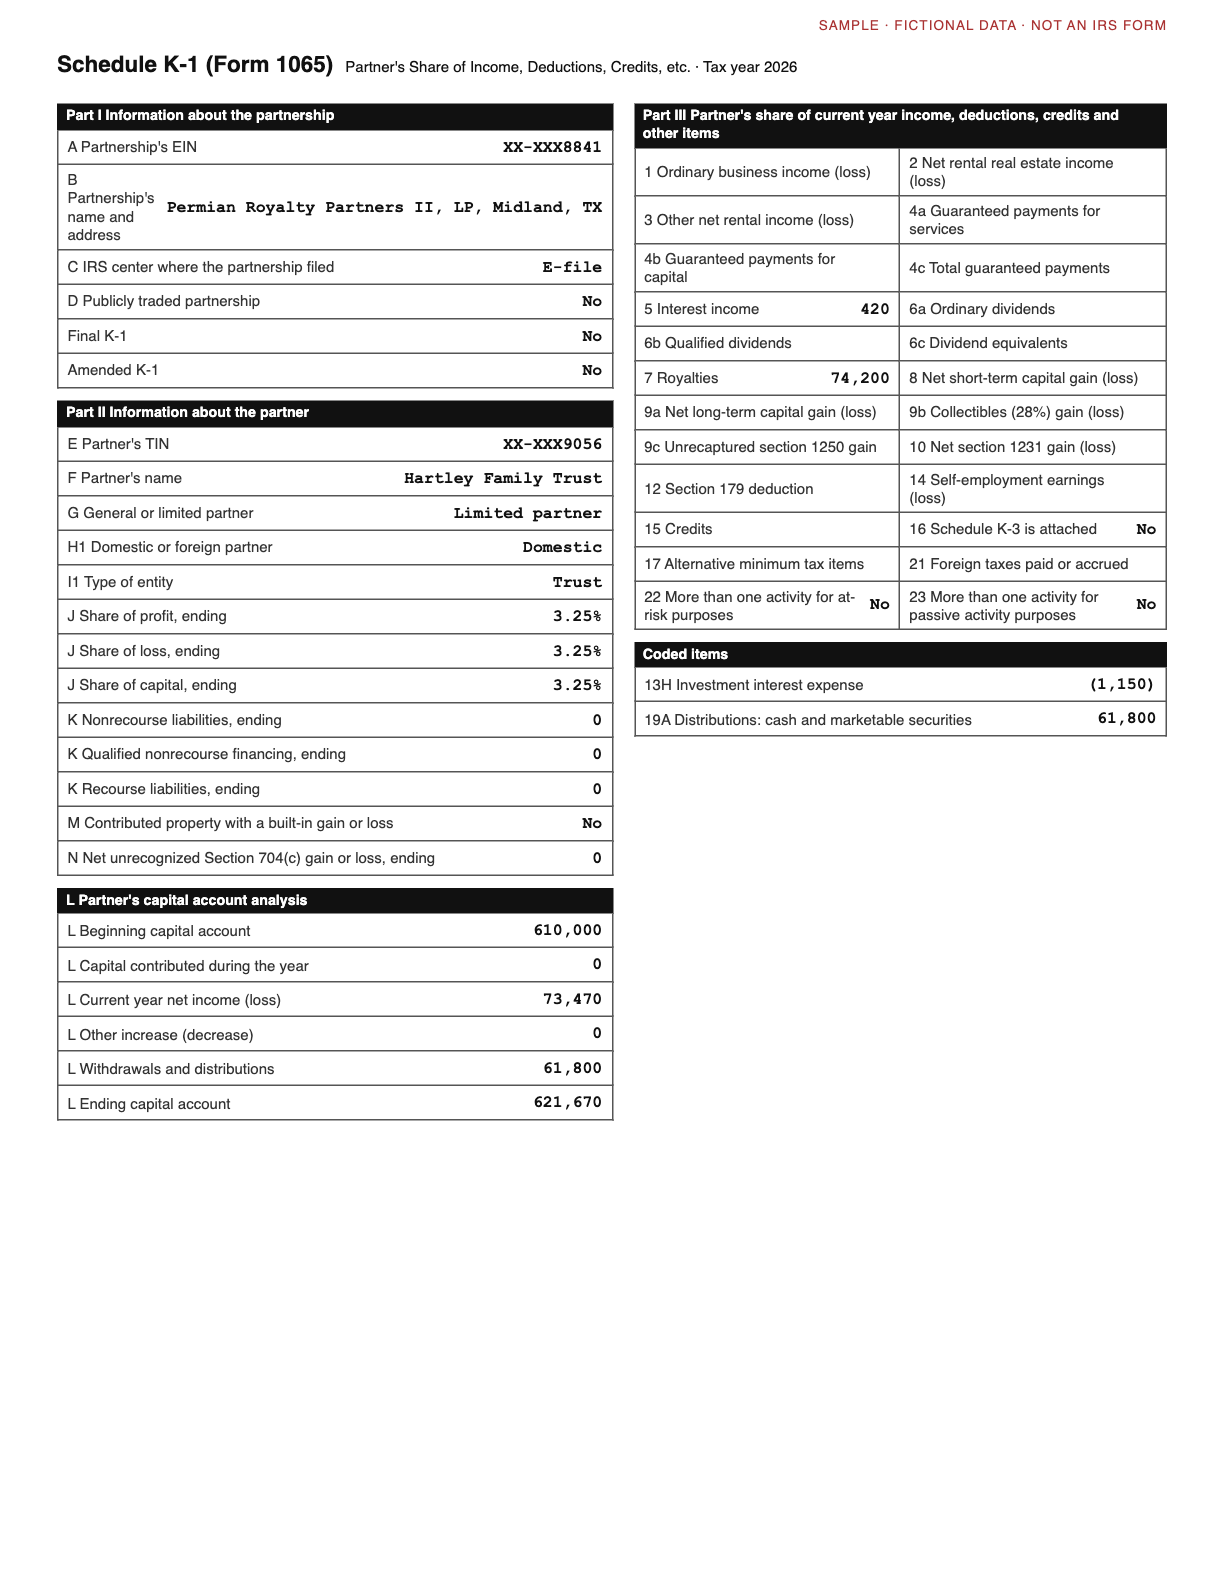 SAMPLE · FICTIONAL DATA · NOT AN IRS FORM
Schedule K-1 (Form 1065) Partner's Share of Income, Deductions, Credits, etc. · Tax year 2026
Part I Information about the partnership
A Partnership's EIN XX-XXX8841
B
Partnership's
name and
address
Permian Royalty Partners II, LP, Midland, TX
C IRS center where the partnership filed E-file
D Publicly traded partnership No
Final K-1 No
Amended K-1 No
Part II Information about the partner
E Partner's TIN XX-XXX9056
F Partner's name Hartley Family Trust
G General or limited partner Limited partner
H1 Domestic or foreign partner Domestic
I1 Type of entity Trust
J Share of profit, ending 3.25%
J Share of loss, ending 3.25%
J Share of capital, ending 3.25%
K Nonrecourse liabilities, ending 0
K Qualified nonrecourse financing, ending 0
K Recourse liabilities, ending 0
M Contributed property with a built-in gain or loss No
N Net unrecognized Section 704(c) gain or loss, ending 0
L Partner's capital account analysis
L Beginning capital account 610,000
L Capital contributed during the year 0
L Current year net income (loss) 73,470
L Other increase (decrease) 0
L Withdrawals and distributions 61,800
L Ending capital account 621,670
Part III Partner's share of current year income, deductions, credits and
other items
1 Ordinary business income (loss)
2 Net rental real estate income
(loss)
3 Other net rental income (loss)
4a Guaranteed payments for
services
4b Guaranteed payments for
capital
4c Total guaranteed payments
5 Interest income 420
6a Ordinary dividends
6b Qualified dividends
6c Dividend equivalents
7 Royalties 74,200
8 Net short-term capital gain (loss)
9a Net long-term capital gain (loss)
9b Collectibles (28%) gain (loss)
9c Unrecaptured section 1250 gain
10 Net section 1231 gain (loss)
12 Section 179 deduction
14 Self-employment earnings
(loss)
15 Credits
16 Schedule K-3 is attached No
17 Alternative minimum tax items
21 Foreign taxes paid or accrued
22 More than one activity for at-
risk purposes
No
23 More than one activity for
passive activity purposes
No
Coded items
13H Investment interest expense (1,150)
19A Distributions: cash and marketable securities 61,800